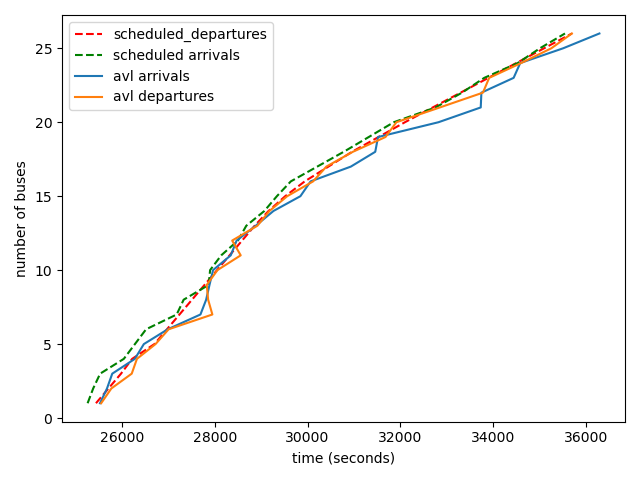 scheduled_departures
scheduled arrivals
avl arrivals
avl departures
25
20
15
10
5
0
number of buses
26000 28000 30000 32000 34000 36000
time (seconds)